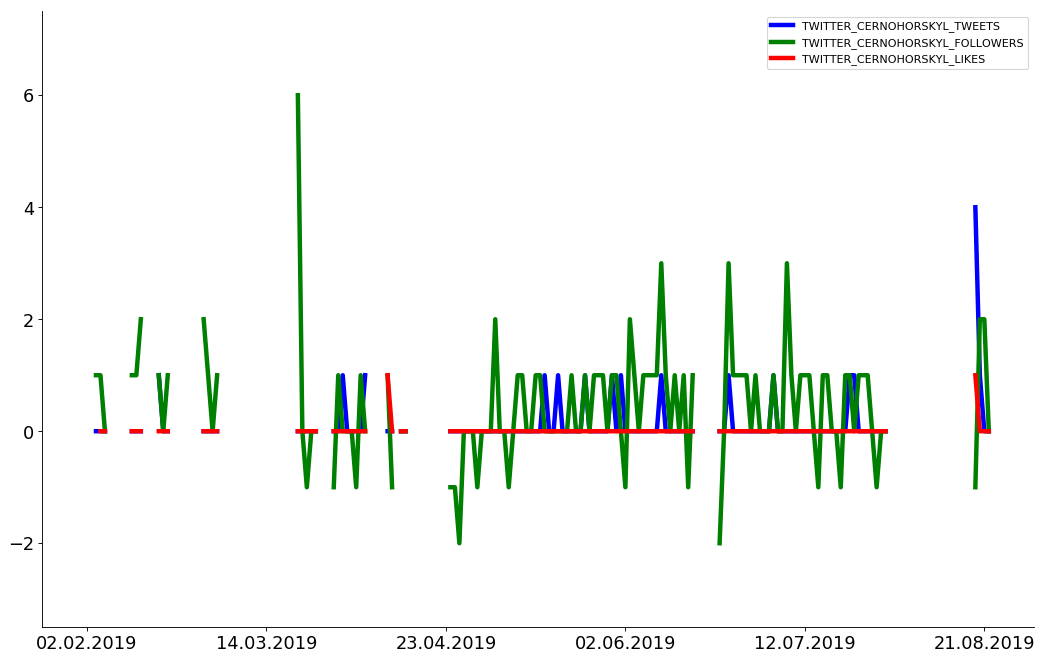 TWITTER_CERNOHORSKYL_TWEETS
TWITTER_CERNOHORSKYL_FOLLOWERS
TWITTER_CERNOHORSKYL_LIKES
6
4
2
0
−2
02.02.2019 14.03.2019 23.04.2019 02.06.2019 12.07.2019 21.08.2019